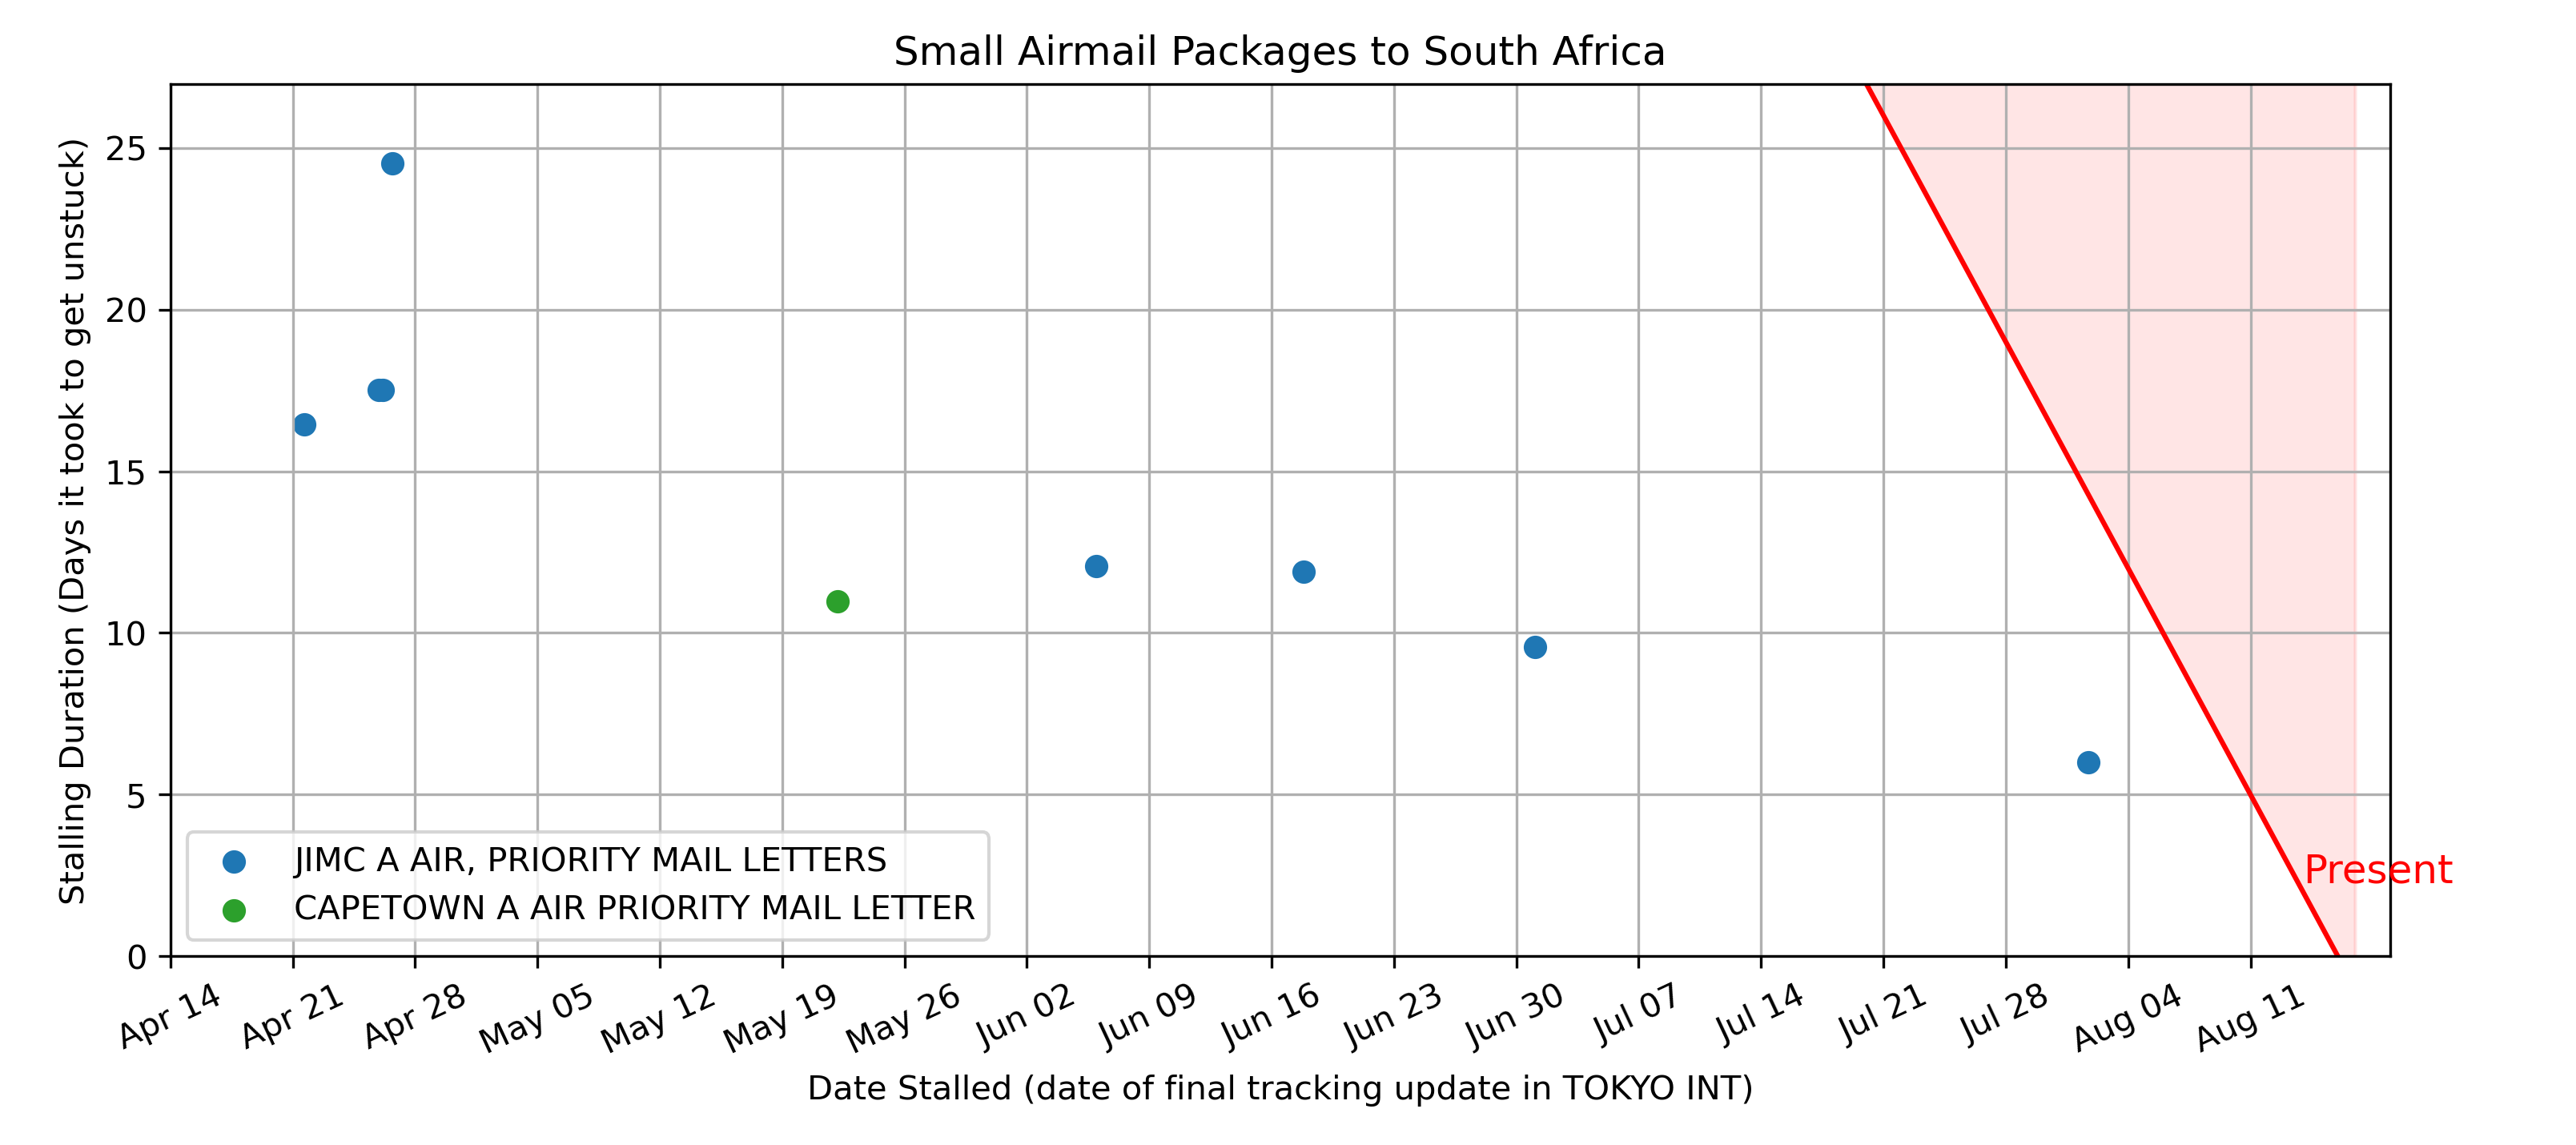 Small Airmail Packages to South Africa
Stalling Duration (Days it took to get unstuck)
25
20
15
10
5
0
JIMC A AIR, PRIORITY MAIL LETTERS
CAPETOWN A AIR PRIORITY MAIL LETTER
Present
Apr 14
Apr 21
Apr 28
May 05
May 12
May 19
May 26
Jun 02
Jun 09
Jun 16
Jun 23
Jun 30
Jul 07
Jul 14
Jul 21
Jul 28
Aug 04
Aug 11
Date Stalled (date of final tracking update in TOKYO INT)